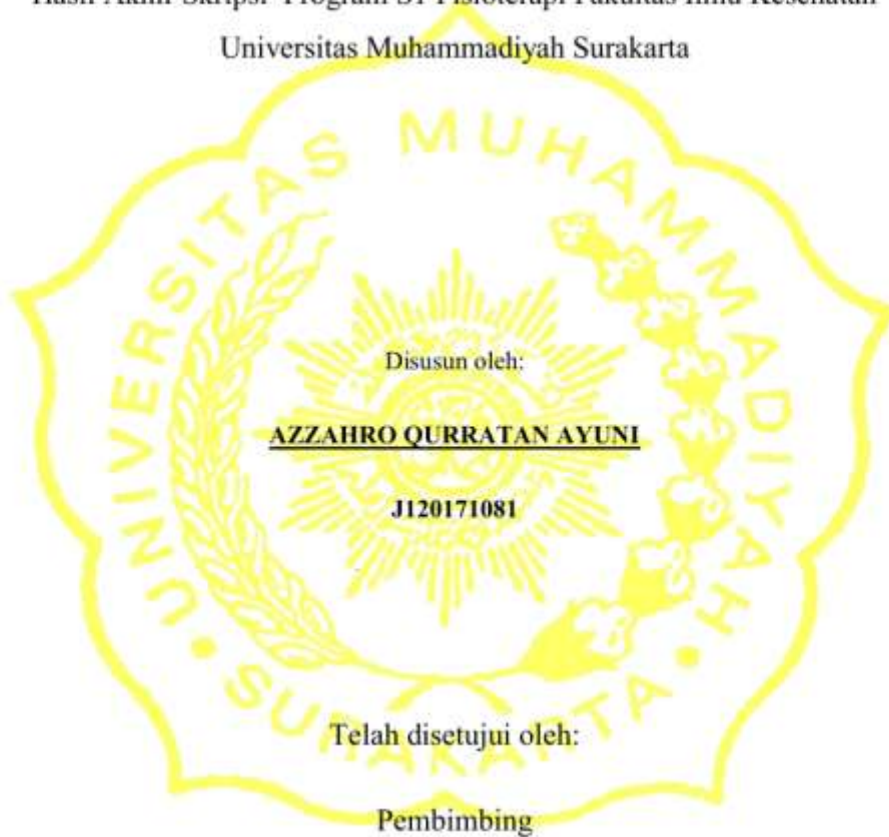 Hasil Akhir Skripsi Program S1 Fisioterapi Fakultas Ilmu Kesehatan
Universitas Muhammadiyah Surakarta
UNIVERSITAS MUHAMMADIYAH
SURAKARTA
Disusun oleh:
AZZAHRO QURRATAN AYUNI
J120171081
Telah disetujui oleh:
Pembimbing